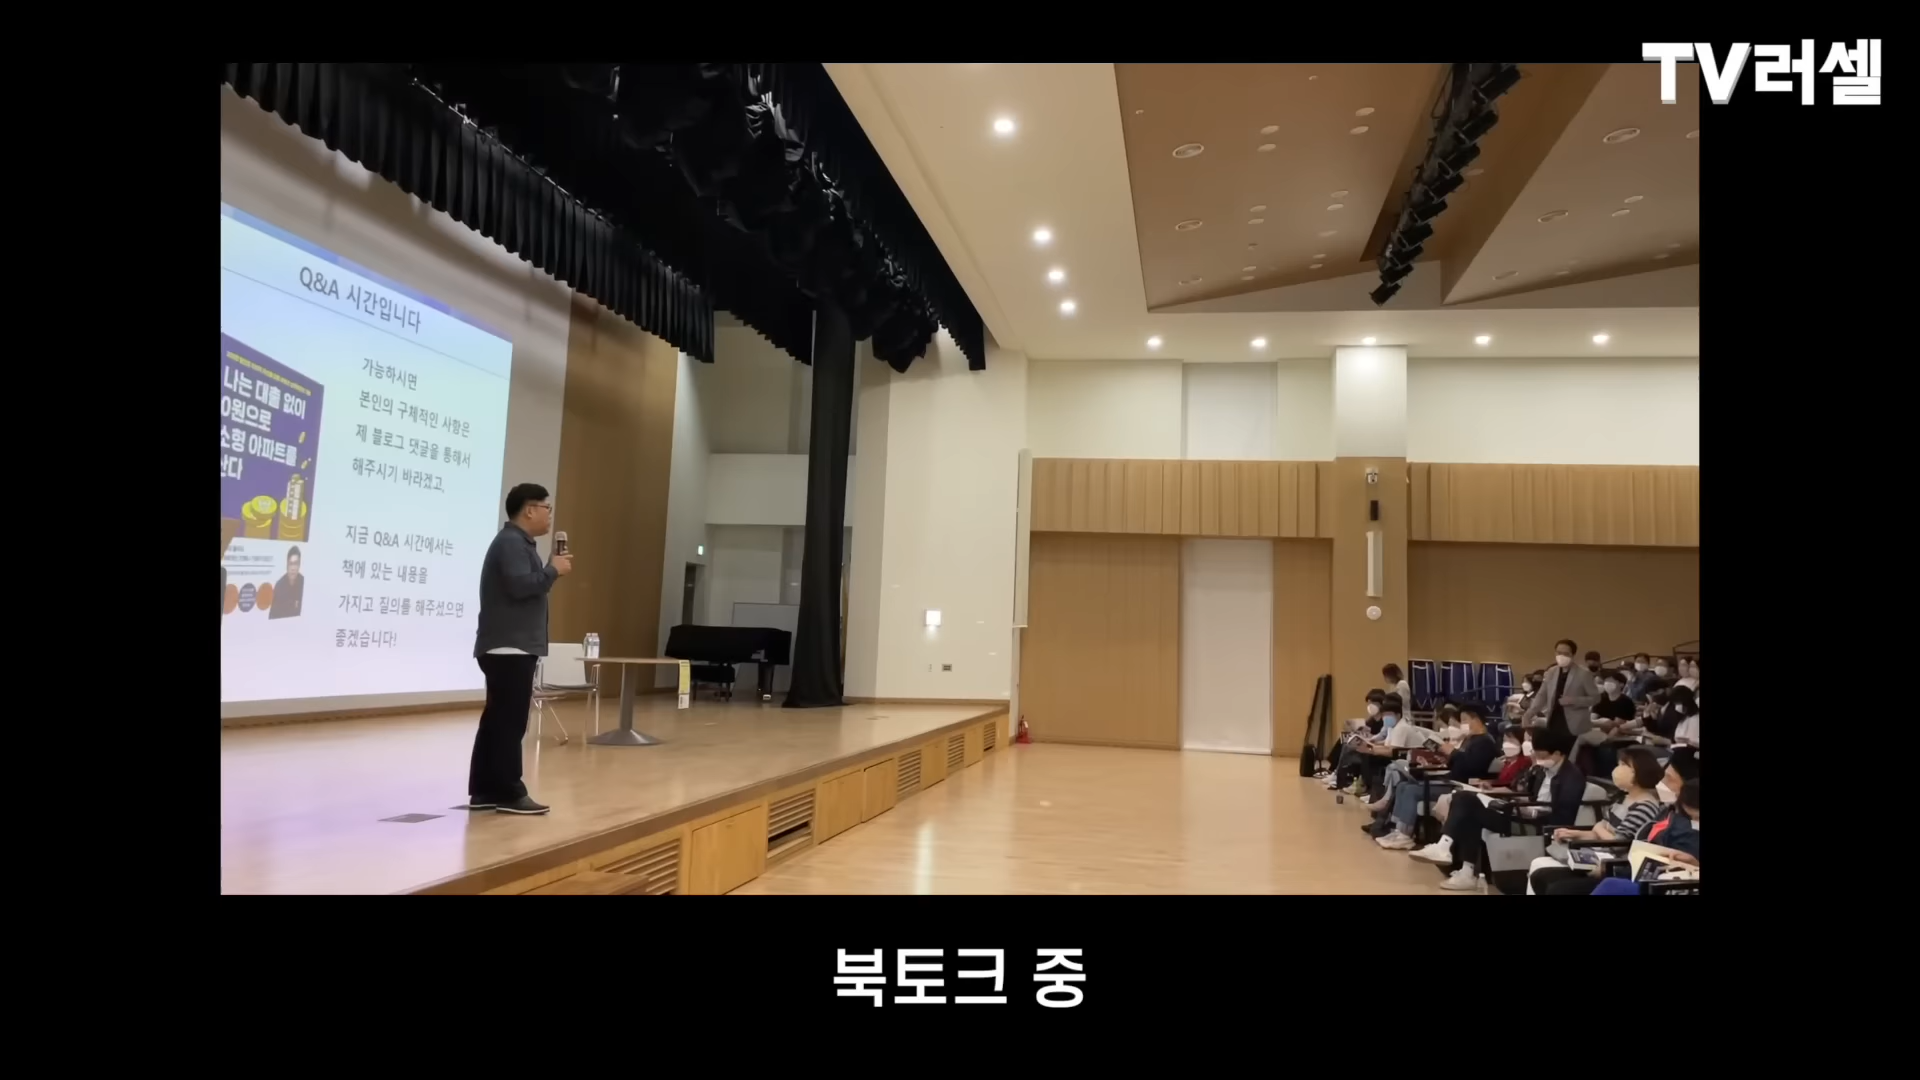 TV러셀
Q&A 시간입니다
가능하시면
본인의 구체적인 사항은
제 블로그 댓글을 통해서
해주시기 바라겠고,
지금 Q&A 시간에서는
책에 있는 내용을
가지고 질의를 해주셨으면
좋겠습니다!
나는 대출 없이
0원으로
소형 아파트를
산다
북토크 중